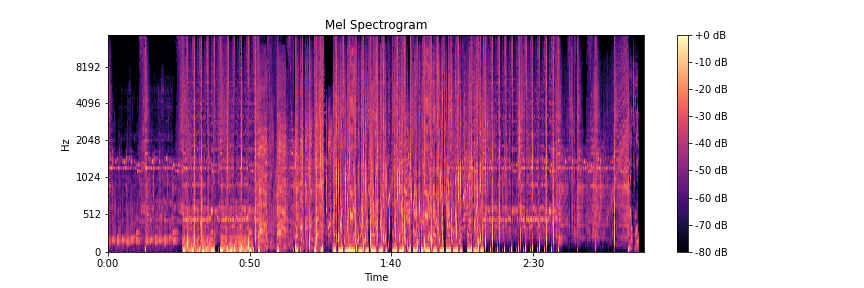 Mel Spectrogram
Hz
8192
4096
2048
1024
512
0
0:00
0:50
1:40
2:30
Time
+0 dB
-10 dB
-20 dB
-30 dB
-40 dB
-50 dB
-60 dB
-70 dB
-80 dB